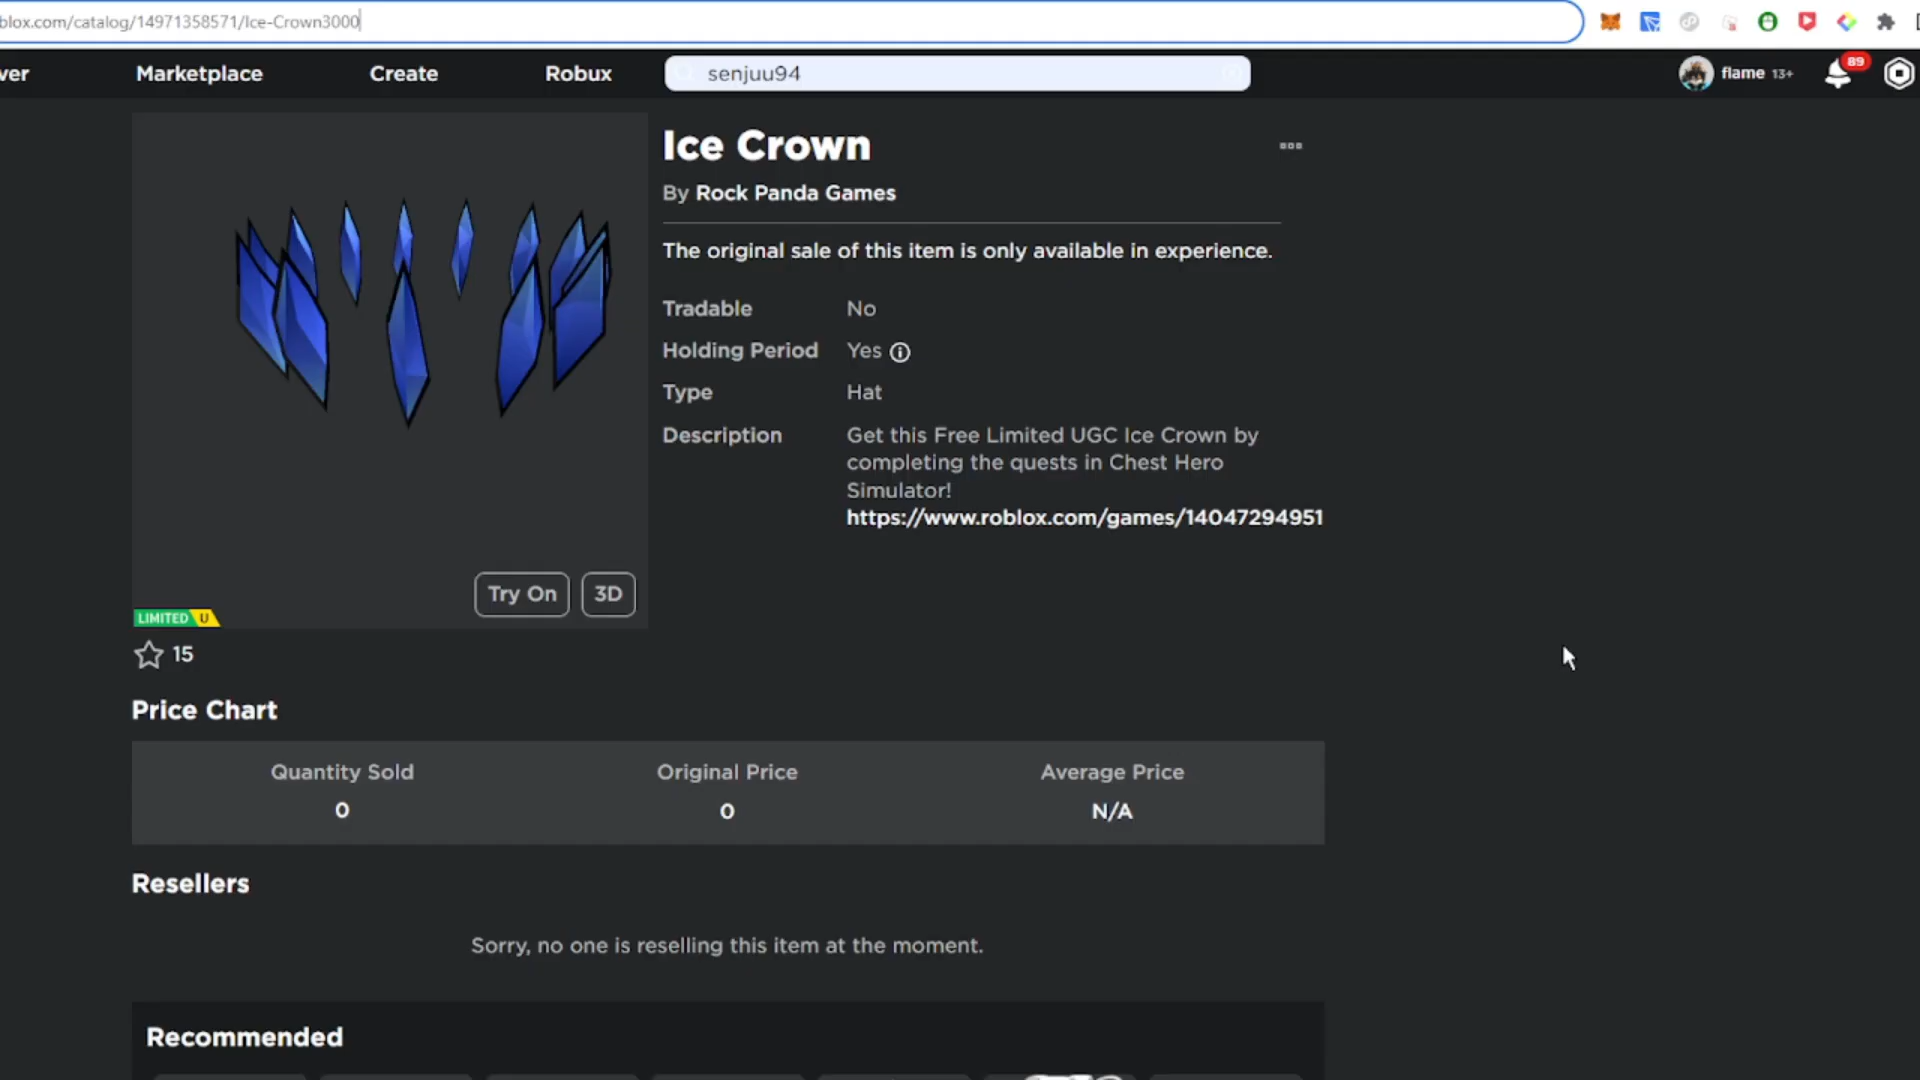 blox.com/catalog/14971358571/Ice-Crown3000
ver
Marketplace
Create
Robux
senjuu94
flame 13+
89
Ice Crown
By Rock Panda Games
The original sale of this item is only available in experience.
Tradable No
Holding Period Yes
Type Hat
Description Get this Free Limited UGC Ice Crown by
completing the quests in Chest Hero
Simulator!
https://www.roblox.com/games/14047294951
Try On
3D
LIMITED U
15
Price Chart
Quantity Sold
Original Price
Average Price
0
0
N/A
Resellers
Sorry, no one is reselling this item at the moment.
Recommended